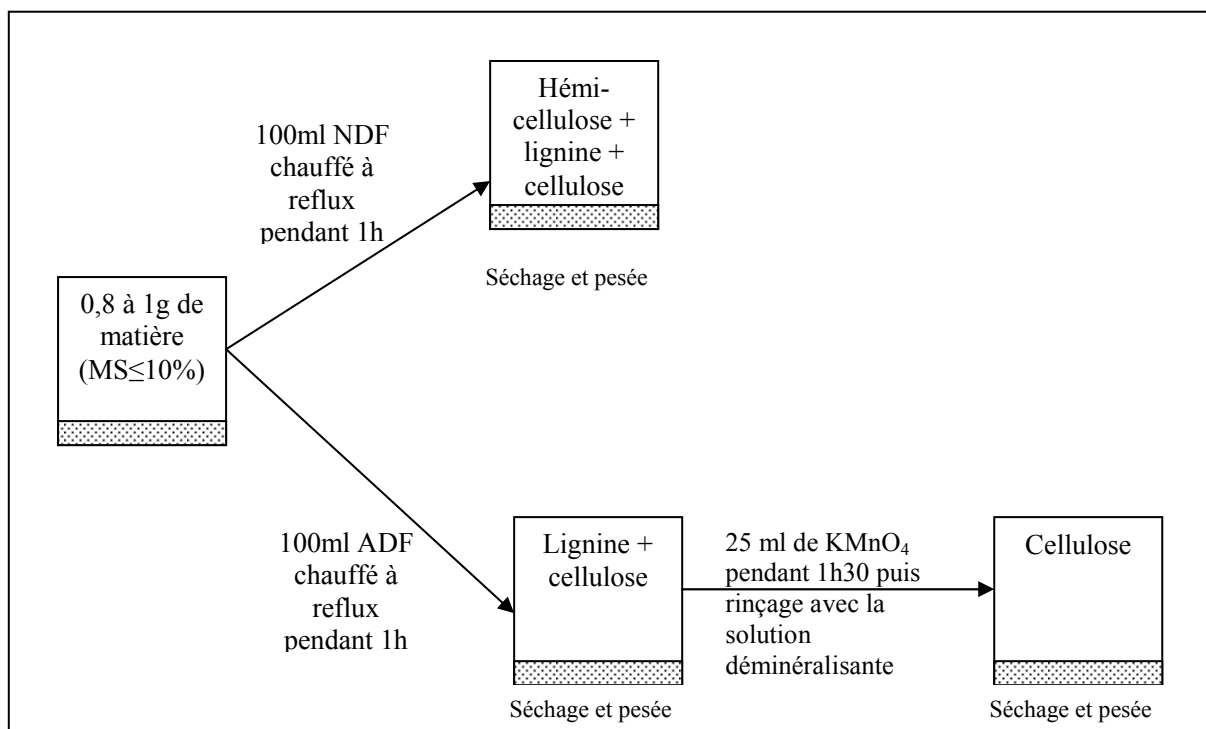 Hémi-
cellulose +
lignine +
cellulose
100ml NDF
chauffé à
reflux
pendant 1h
Séchage et pesée
0,8 à 1g de
matière
(MS≤10%)
100ml ADF
chauffé à
reflux
pendant 1h
Lignine +
cellulose
25 ml de KMnO₄
pendant 1h30 puis
rinçage avec la
solution
déminéralisante
Cellulose
Séchage et pesée
Séchage et pesée